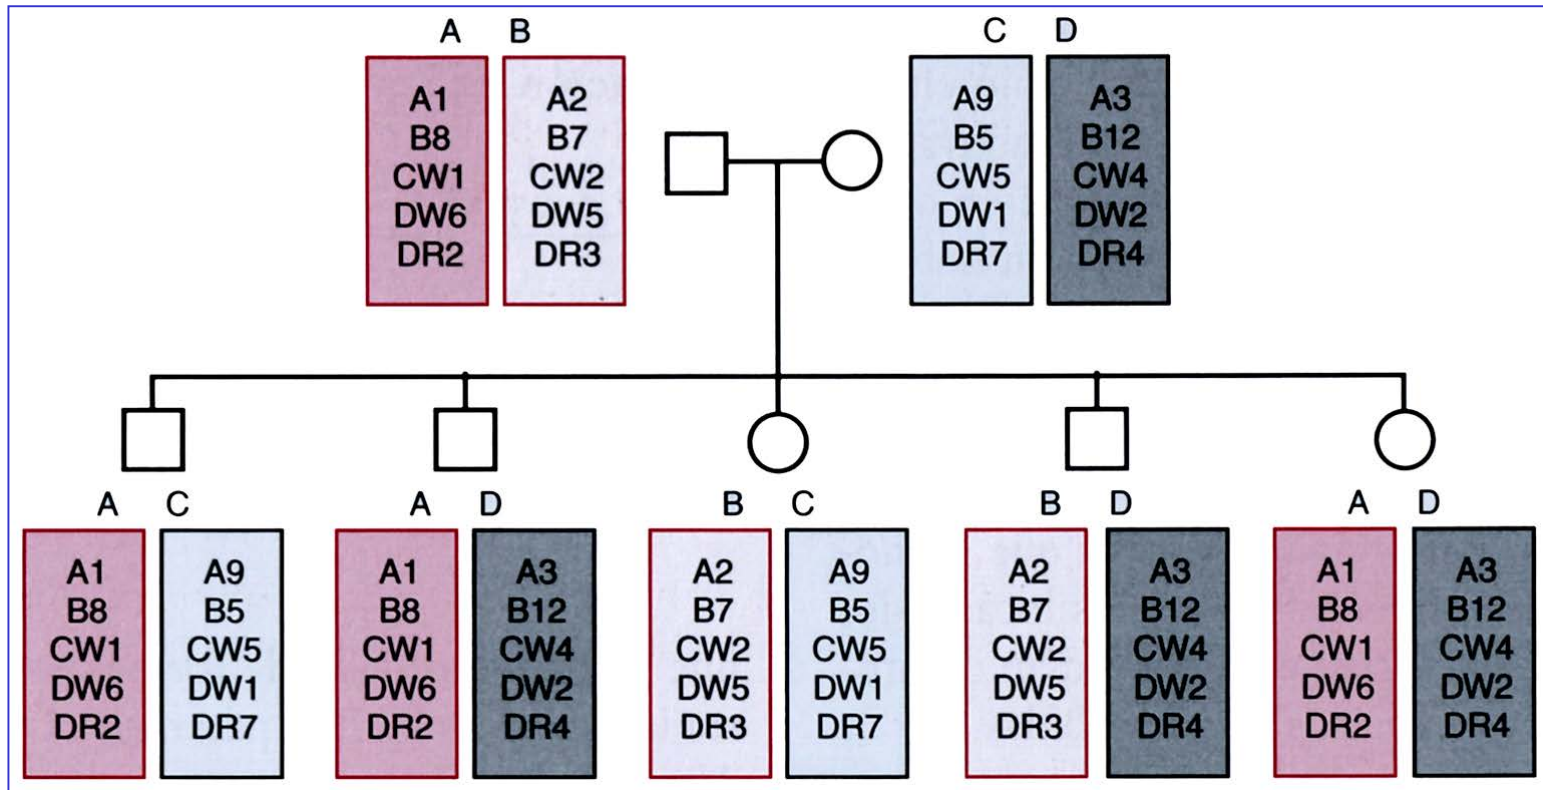 A B C D
A1 A2 A9 A3
B8 B7 B5 B12
CW1 CW2 CW5 CW4
DW6 DW5 DW1 DW2
DR2 DR3 DR7 DR4
A C A D B C B D A D
A1 A9 A1 A3 A2 A9 A2 A3 A1 A3
B8 B5 B8 B12 B7 B5 B7 B12 B8 B12
CW1 CW5 CW1 CW4 CW2 CW5 CW2 CW4 CW1 CW4
DW6 DW1 DW6 DW2 DW5 DW1 DW5 DW2 DW6 DW2
DR2 DR7 DR2 DR4 DR3 DR7 DR3 DR4 DR2 DR4